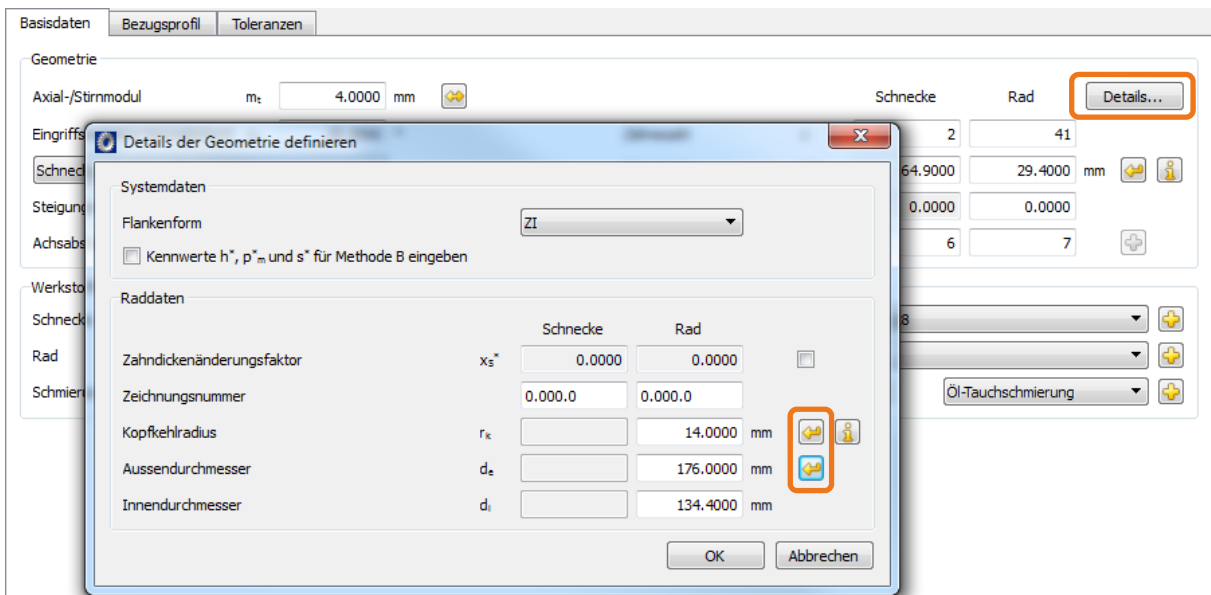 Basisdaten Bezugsprofil Toleranzen
Geometrie
Axial-/Stirnmodul mt 4.0000 mm Schnecke Rad Details...
Eingriffs 2 41
Details der Geometrie definieren
Schneck 64.9000 29.4000 mm
Systemdaten
Steigung 0.0000 0.0000
Flankenform ZI
Achsabs 6 7
Kennwerte h*, p*m und s* für Methode B eingeben
Werksto
Raddaten
Schneck 8
Schnecke Rad
Rad
Zahndickenänderungsfaktor xs* 0.0000 0.0000
Schmier Öl-Tauchschmierung
Zeichnungsnummer 0.000.0 0.000.0
Kopfkehlradius rk 14.0000 mm
Aussendurchmesser de 176.0000 mm
Innendurchmesser di 134.4000 mm
OK Abbrechen